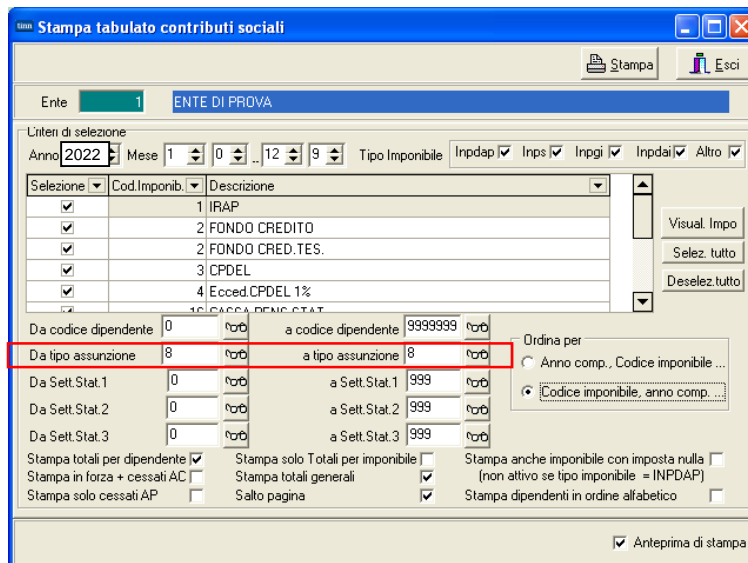 tinn Stampa tabulato contributi sociali
Stampa Esci
Ente 1 ENTE DI PROVA
Criteri di selezione
Anno 2022 Mese 1 0 .. 12 9 Tipo Imponibile Inpdap Inps Inpgi Inpdai Altro
Selezione Cod.Imponib. Descrizione
1 IRAP
2 FONDO CREDITO
2 FONDO CRED.TES.
3 CPDEL
4 Ecced.CPDEL 1%
16 CASSA PENS.STAT
Visual. Impo
Selez. tutto
Deselez.tutto
Da codice dipendente 0 a codice dipendente 9999999
Da tipo assunzione 8 a tipo assunzione 8
Da Sett.Stat.1 0 a Sett.Stat.1 999
Da Sett.Stat.2 0 a Sett.Stat.2 999
Da Sett.Stat.3 0 a Sett.Stat.3 999
Ordina per
Anno comp., Codice imponibile ...
Codice imponibile, anno comp. ...
Stampa totali per dipendente Stampa solo Totali per imponibile Stampa anche imponibile con imposta nulla
Stampa in forza + cessati AC Stampa totali generali (non attivo se tipo imponibile = INPDAP)
Stampa solo cessati AP Salto pagina Stampa dipendenti in ordine alfabetico
Anteprima di stampa